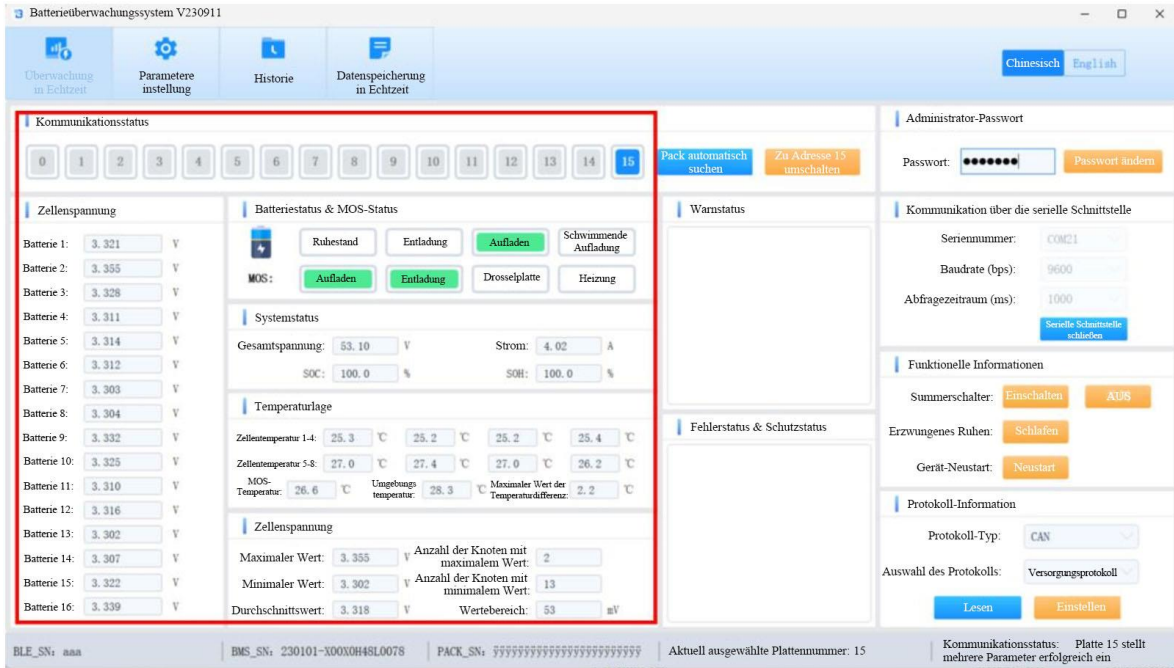 Batterieüberwachungssystem V230911
Überwachung
in Echtzeit
Parametere
instellung
Historie
Datenspeicherung
in Echtzeit
Chinesisch English
Kommunikationsstatus
0 1 2 3 4 5 6 7 8 9 10 11 12 13 14 15
Pack automatisch
suchen
Zu Adresse 15
umschalten
Administrator-Passwort
Passwort: ●●●●●●● Passwort ändern
Zellenspannung
Batterie 1: 3.321 V
Batterie 2: 3.355 V
Batterie 3: 3.328 V
Batterie 4: 3.311 V
Batterie 5: 3.314 V
Batterie 6: 3.312 V
Batterie 7: 3.303 V
Batterie 8: 3.304 V
Batterie 9: 3.332 V
Batterie 10: 3.325 V
Batterie 11: 3.310 V
Batterie 12: 3.316 V
Batterie 13: 3.302 V
Batterie 14: 3.307 V
Batterie 15: 3.322 V
Batterie 16: 3.339 V
Batteriestatus & MOS-Status
Ruhestand Entladung Aufladen Schwimmende
Aufladung
MOS: Aufladen Entladung Drosselplatte Heizung
Systemstatus
Gesamtspannung: 53.10 V Strom: 4.02 A
SOC: 100.0 % SOH: 100.0 %
Temperaturlage
Zellentemperatur 1-4: 25.3 ℃ 25.2 ℃ 25.2 ℃ 25.4 ℃
Zellentemperatur 5-8: 27.0 ℃ 27.4 ℃ 27.0 ℃ 26.2 ℃
MOS-
Temperatur: 26.6 ℃ Umgebungs
temperatur: 28.3 ℃ Maximaler Wert der
Temperaturdifferenz: 2.2 ℃
Zellenspannung
Maximaler Wert: 3.355 V Anzahl der Knoten mit
maximalem Wert: 2
Minimaler Wert: 3.302 V Anzahl der Knoten mit
minimalem Wert: 13
Durchschnittswert: 3.318 V Wertebereich: 53 mV
Warnstatus
Fehlerstatus & Schutzstatus
Kommunikation über die serielle Schnittstelle
Seriennummer: COM21
Baudrate (bps): 9600
Abfragezeitraum (ms): 1000
Serielle Schnittstelle
schließen
Funktionelle Informationen
Summerschalter: Einschalten AUS
Erzwungenes Ruhen: Schlafen
Gerät-Neustart: Neustart
Protokoll-Information
Protokoll-Typ: CAN
Auswahl des Protokolls: Versorgungsprotokoll
Lesen Einstellen
BLE_SN: aaa
BMS_SN: 230101-X00X0H48L0078
PACK_SN:
Aktuell ausgewählte Plattennummer: 15
Kommunikationsstatus: Platte 15 stellt
mehrere Parameter erfolgreich ein